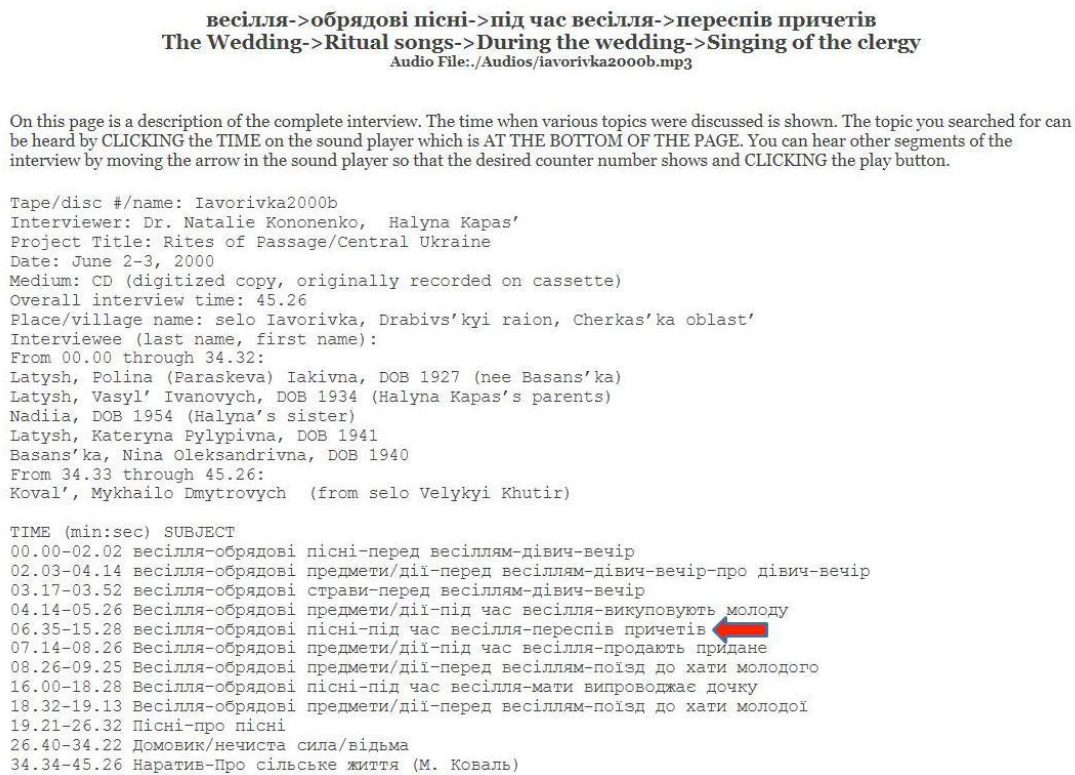 весілля->обрядові пісні->під час весілля->переспів причетів
The Wedding->Ritual songs->During the wedding->Singing of the clergy
Audio File:./Audios/iavorivka2000b.mp3
On this page is a description of the complete interview. The time when various topics were discussed is shown. The topic you searched for can
be heard by CLICKING the TIME on the sound player which is AT THE BOTTOM OF THE PAGE. You can hear other segments of the
interview by moving the arrow in the sound player so that the desired counter number shows and CLICKING the play button.
Tape/disc #/name: Iavorivka2000b
Interviewer: Dr. Natalie Kononenko,  Halyna Kapas’
Project Title: Rites of Passage/Central Ukraine
Date: June 2-3, 2000
Medium: CD (digitized copy, originally recorded on cassette)
Overall interview time: 45.26
Place/village name: selo Iavorivka, Drabivs’kyi raion, Cherkas’ka oblast’
Interviewee (last name, first name):
From 00.00 through 34.32:
Latysh, Polina (Paraskeva) Iakivna, DOB 1927 (nee Basans’ka)
Latysh, Vasyl’ Ivanovych, DOB 1934 (Halyna Kapas’s parents)
Nadiia, DOB 1954 (Halyna’s sister)
Latysh, Kateryna Pylypivna, DOB 1941
Basans’ka, Nina Oleksandrivna, DOB 1940
From 34.33 through 45.26:
Koval’, Mykhailo Dmytrovych  (from selo Velykyi Khutir)
TIME (min:sec) SUBJECT
00.00-02.02 весілля-обрядові пісні-перед весіллям-дівич-вечір
02.03-04.14 весілля-обрядові предмети/дії-перед весіллям-дівич-вечір-про дівич-вечір
03.17-03.52 весілля-обрядові страви-перед весіллям-дівич-вечір
04.14-05.26 весілля-обрядові предмети/дії-під час весілля-викуповують молоду
06.35-15.28 весілля-обрядові пісні-під час весілля-переспів причетів
07.14-08.26 весілля-обрядові предмети/дії-під час весілля-продають придане
08.26-09.25 весілля-обрядові предмети/дії-перед весіллям-поїзд до хати молодого
16.00-18.28 Весілля-обрядові пісні-під час весілля-мати випроводжає дочку
18.32-19.13 Весілля-обрядові предмети/дії-перед весіллям-поїзд до хати молодої
19.21-26.32 Пісні-про пісні
26.40-34.22 Домовик/нечиста сила/відьма
34.34-45.26 Наратив-Про сільське життя (М. Коваль)